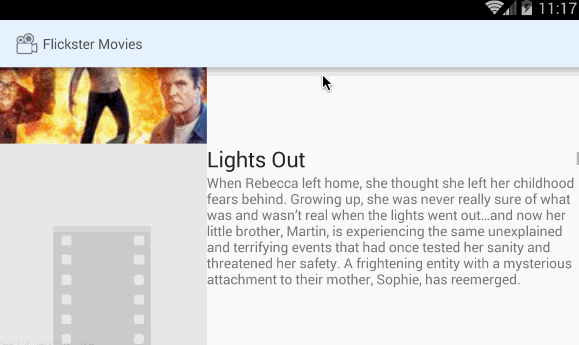 11:17
Flickster Movies
Lights Out
When Rebecca left home, she thought she left her childhood
fears behind. Growing up, she was never really sure of what
was and wasn't real when the lights went out…and now her
little brother, Martin, is experiencing the same unexplained
and terrifying events that had once tested her sanity and
threatened her safety. A frightening entity with a mysterious
attachment to their mother, Sophie, has reemerged.